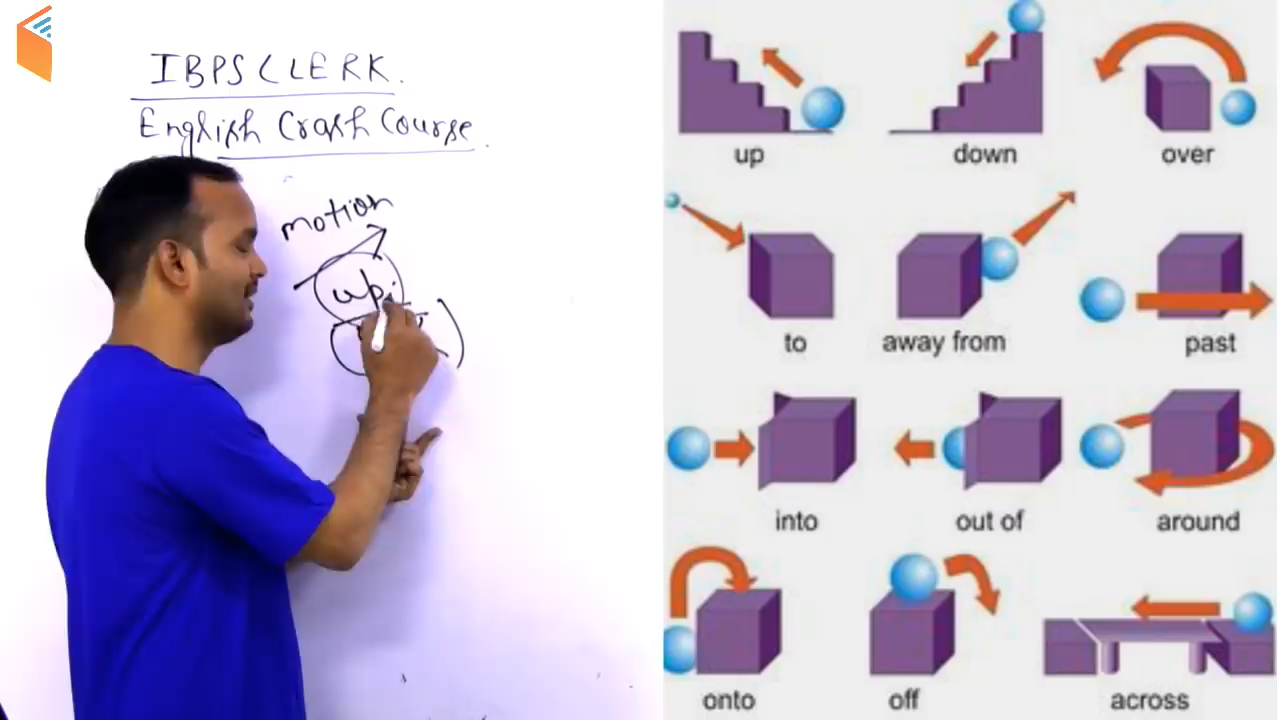 IBPS CLERK.
English Crash Course.
motion
up
up down over
to away from past
into out of around
onto off across